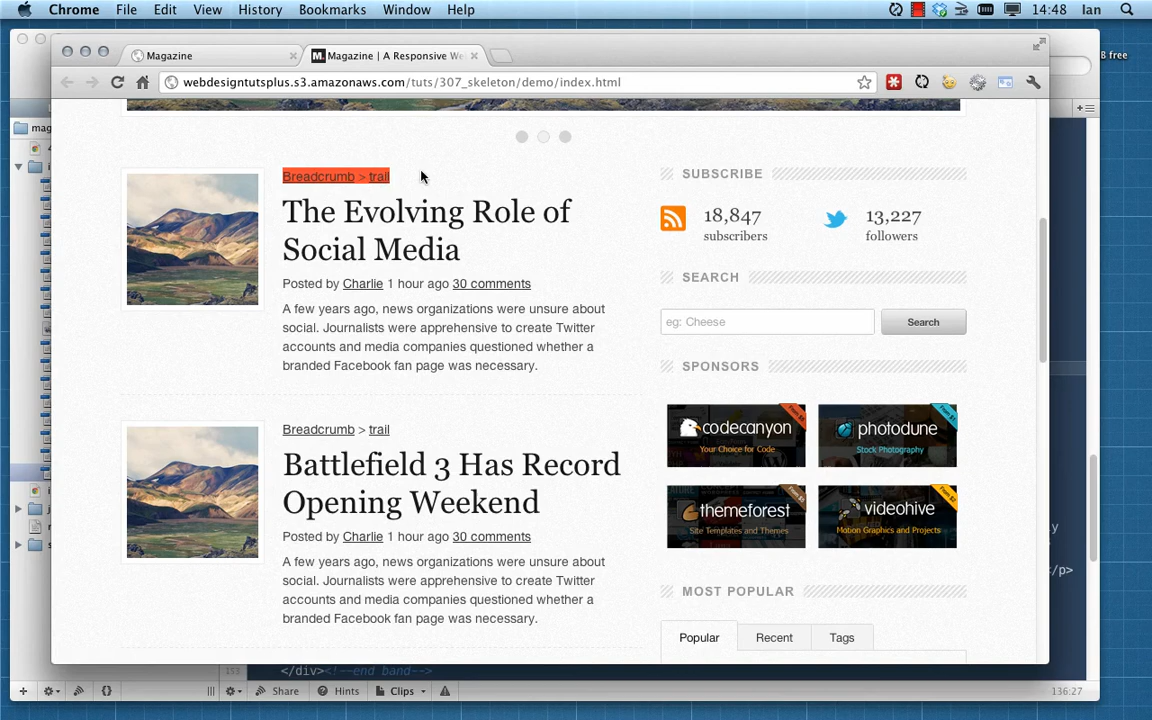 Chrome File Edit View History Bookmarks Window Help 14:48 Ian
B free
Magazine Magazine | A Responsive We
webdesigntutsplus.s3.amazonaws.com/tuts/307_skeleton/demo/index.html
mag
Breadcrumb > trail
The Evolving Role of
Social Media
Posted by Charlie 1 hour ago 30 comments
A few years ago, news organizations were unsure about
social. Journalists were apprehensive to create Twitter
accounts and media companies questioned whether a
branded Facebook fan page was necessary.
Breadcrumb > trail
Battlefield 3 Has Record
Opening Weekend
Posted by Charlie 1 hour ago 30 comments
A few years ago, news organizations were unsure about
social. Journalists were apprehensive to create Twitter
accounts and media companies questioned whether a
branded Facebook fan page was necessary.
SUBSCRIBE
18,847
subscribers
13,227
followers
SEARCH
eg: Cheese
Search
SPONSORS
codecanyon
Your Choice for Code
photodune
Stock Photography
themeforest
Site Templates and Themes
videohive
Motion Graphics and Projects
MOST POPULAR
Popular Recent Tags
</p>
153 </div><!--end band-->
Share Hints Clips 136:27